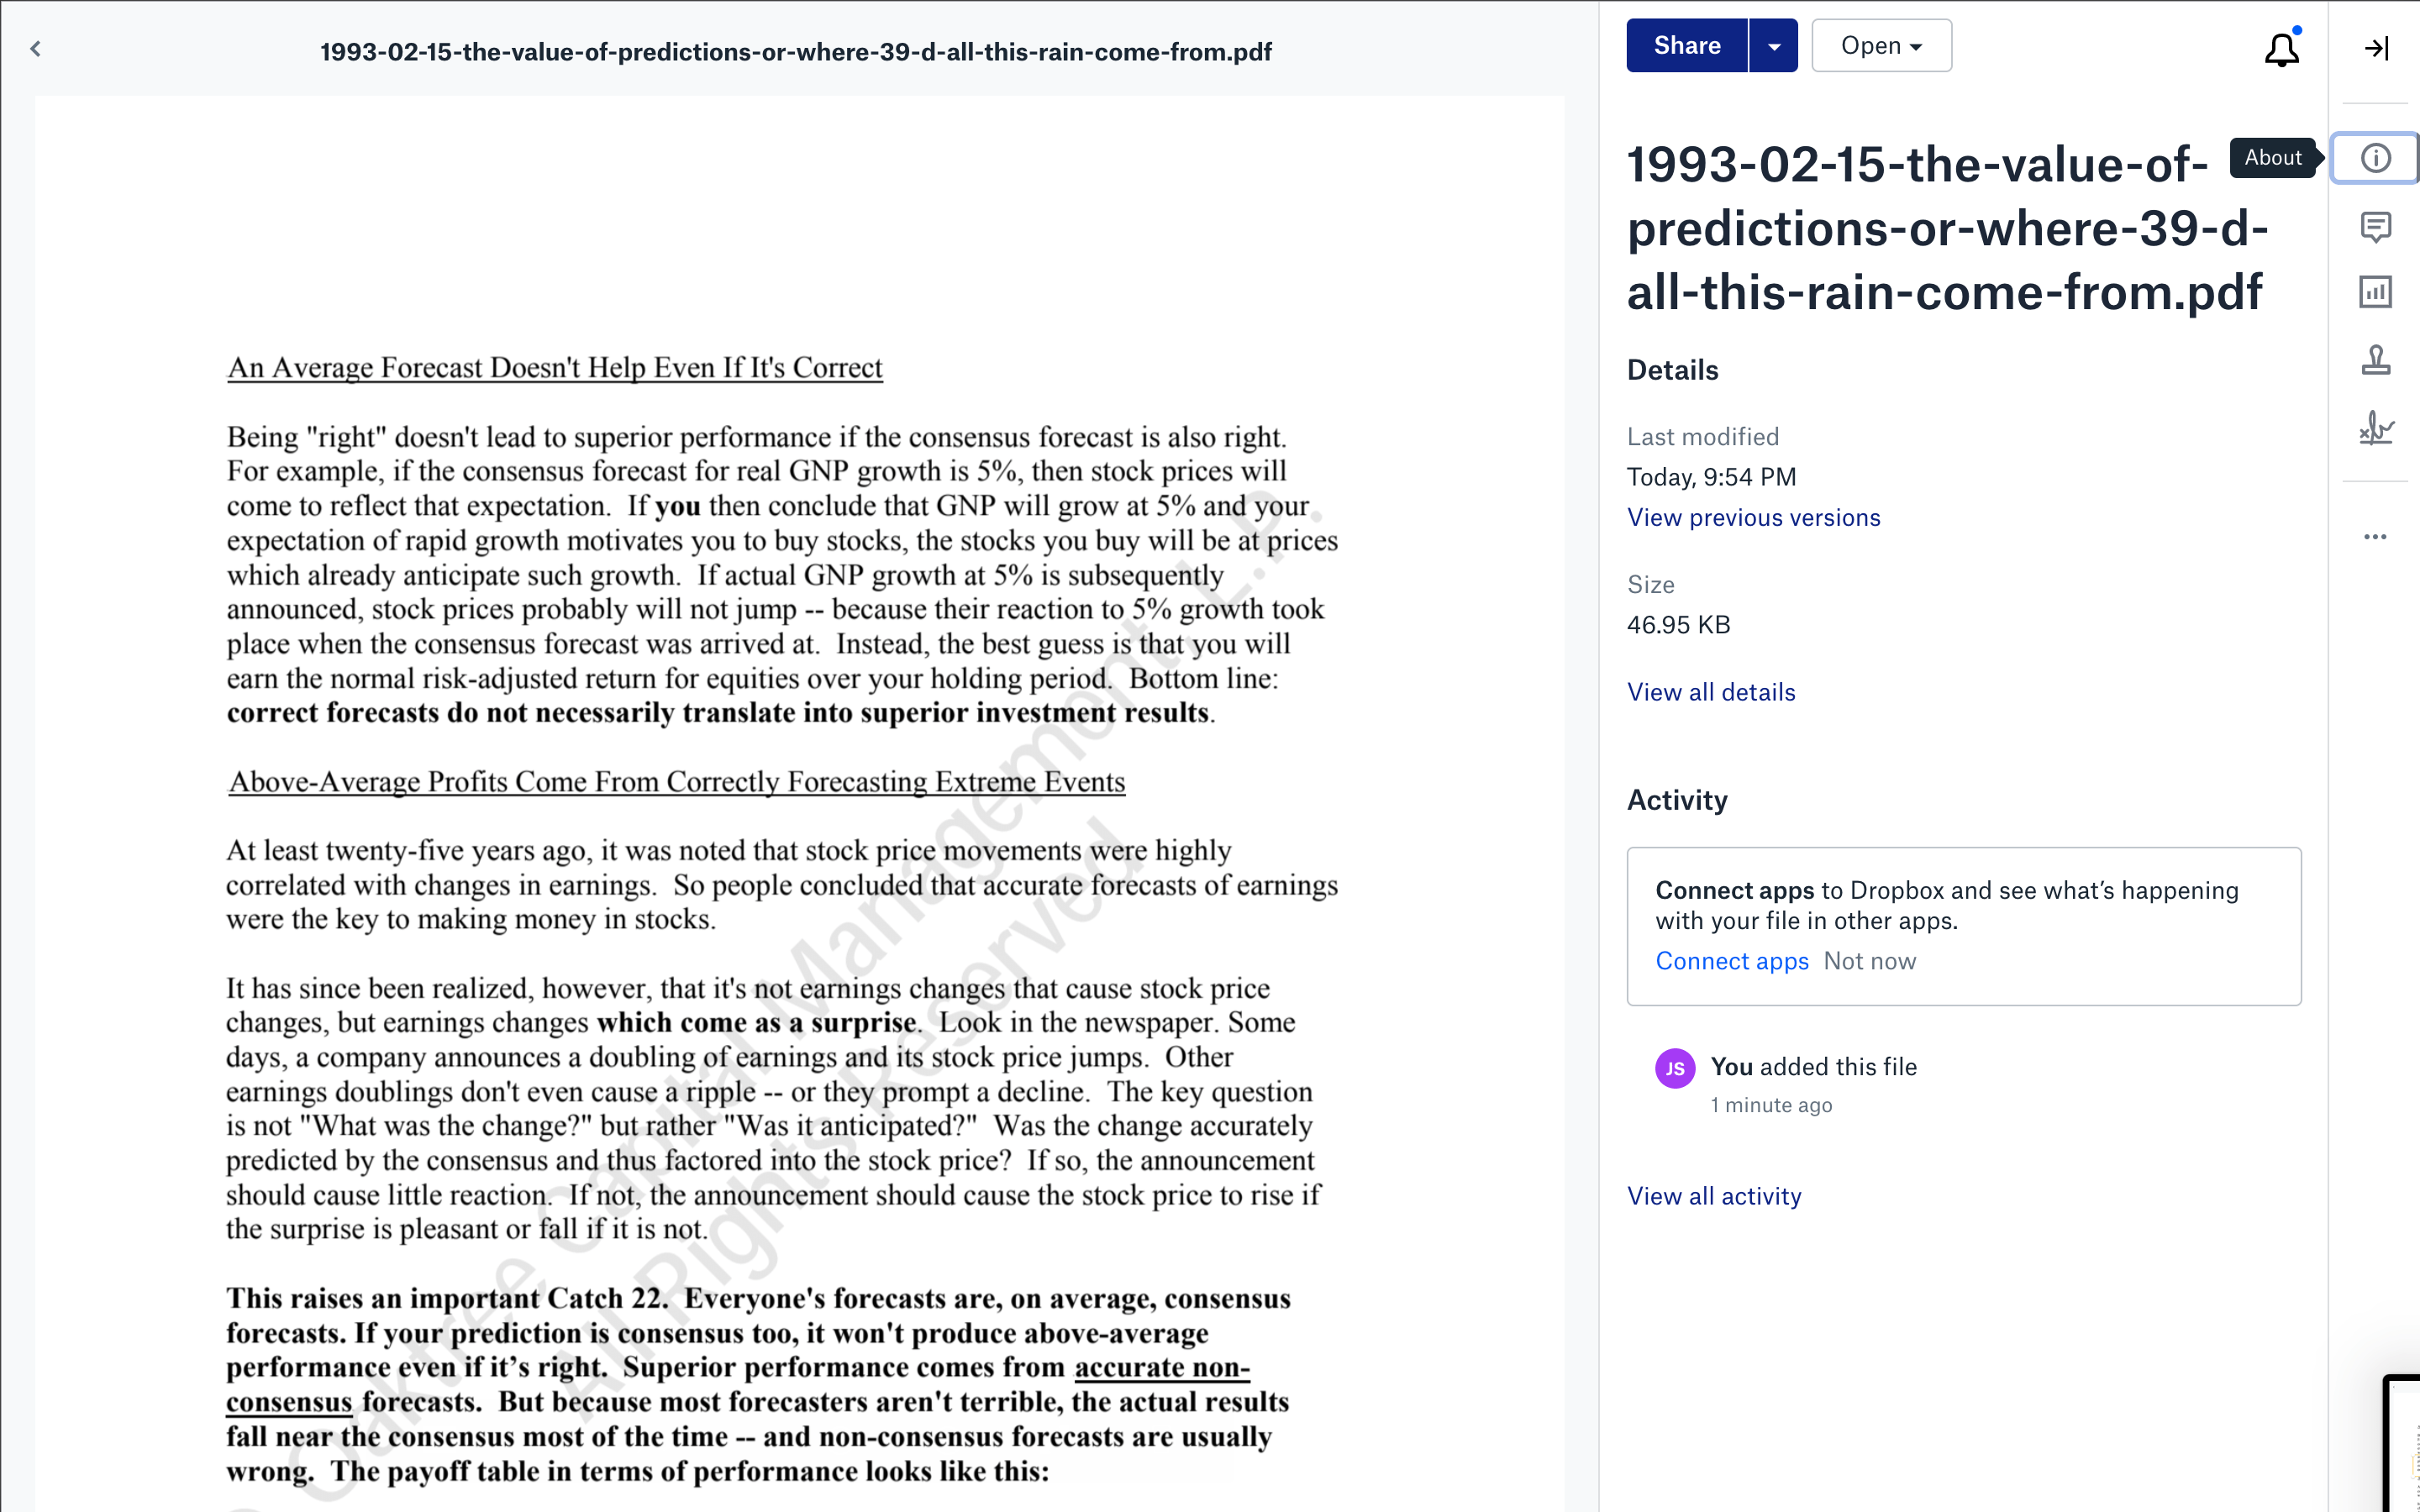 1993-02-15-the-value-of-predictions-or-where-39-d-all-this-rain-come-from.pdf
An Average Forecast Doesn't Help Even If It's Correct
Being "right" doesn't lead to superior performance if the consensus forecast is also right.
For example, if the consensus forecast for real GNP growth is 5%, then stock prices will
come to reflect that expectation.  If you then conclude that GNP will grow at 5% and your
expectation of rapid growth motivates you to buy stocks, the stocks you buy will be at prices
which already anticipate such growth.  If actual GNP growth at 5% is subsequently
announced, stock prices probably will not jump -- because their reaction to 5% growth took
place when the consensus forecast was arrived at.  Instead, the best guess is that you will
earn the normal risk-adjusted return for equities over your holding period.  Bottom line:
correct forecasts do not necessarily translate into superior investment results.
Above-Average Profits Come From Correctly Forecasting Extreme Events
At least twenty-five years ago, it was noted that stock price movements were highly
correlated with changes in earnings.  So people concluded that accurate forecasts of earnings
were the key to making money in stocks.
It has since been realized, however, that it's not earnings changes that cause stock price
changes, but earnings changes which come as a surprise.  Look in the newspaper. Some
days, a company announces a doubling of earnings and its stock price jumps.  Other
earnings doublings don't even cause a ripple -- or they prompt a decline.  The key question
is not "What was the change?" but rather "Was it anticipated?"  Was the change accurately
predicted by the consensus and thus factored into the stock price?  If so, the announcement
should cause little reaction.  If not, the announcement should cause the stock price to rise if
the surprise is pleasant or fall if it is not.
This raises an important Catch 22.  Everyone's forecasts are, on average, consensus
forecasts. If your prediction is consensus too, it won't produce above-average
performance even if it’s right.  Superior performance comes from accurate non-
consensus forecasts.  But because most forecasters aren't terrible, the actual results
fall near the consensus most of the time -- and non-consensus forecasts are usually
wrong.  The payoff table in terms of performance looks like this:
Oaktree Capital Management, L.P.
All Rights Reserved
Share
Open
1993-02-15-the-value-of-
predictions-or-where-39-d-
all-this-rain-come-from.pdf
About
Details
Last modified
Today, 9:54 PM
View previous versions
Size
46.95 KB
View all details
Activity
Connect apps to Dropbox and see what’s happening
with your file in other apps.
Connect apps Not now
JS You added this file
1 minute ago
View all activity